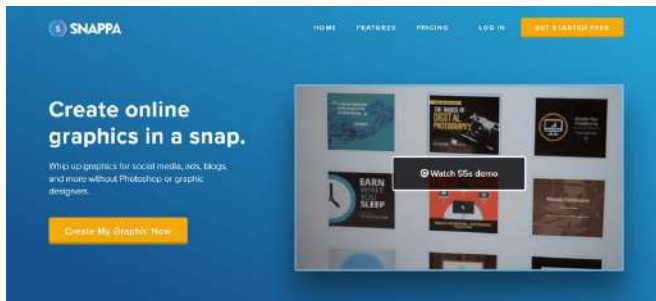 SNAPPA
HOME FEATURES PRICING LOG IN GET STARTED FREE
Create online
graphics in a snap.
Whip up graphics for social media, ads, blogs,
and more without Photoshop or graphic
designers.
Create My Graphic Now
THE BASICS OF
DIGITAL
PHOTOGRAPHY
Watch 55s demo
EARN
WHILE
YOU
SLEEP